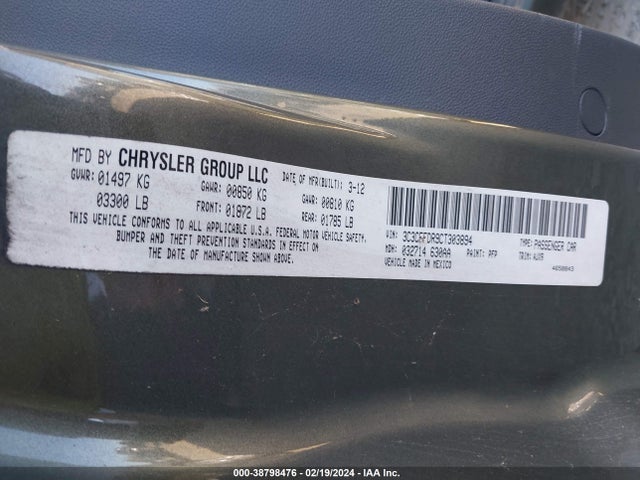 MFD BY CHRYSLER GROUP LLC DATE OF MFR(BUILT): 3-12
GVWR: 01497 KG GAWR: 00850 KG GAWR: 00810 KG
03300 LB FRONT: 01872 LB REAR: 01785 LB
THIS VEHICLE CONFORMS TO ALL APPLICABLE U.S.A. FEDERAL MOTOR VEHICLE SAFETY,
BUMPER AND THEFT PREVENTION STANDARDS IN EFFECT ON
THE DATE OF MANUFACTURE SHOWN ABOVE.
VIN: 3C3CFFDR9CT303894 TYPE: PASSENGER CAR
MDH: 032714 630AA PAINT: PFP TRIM:
VEHICLE MADE IN MEXICO
000-38798476 - 02/19/2024 - IAA Inc.